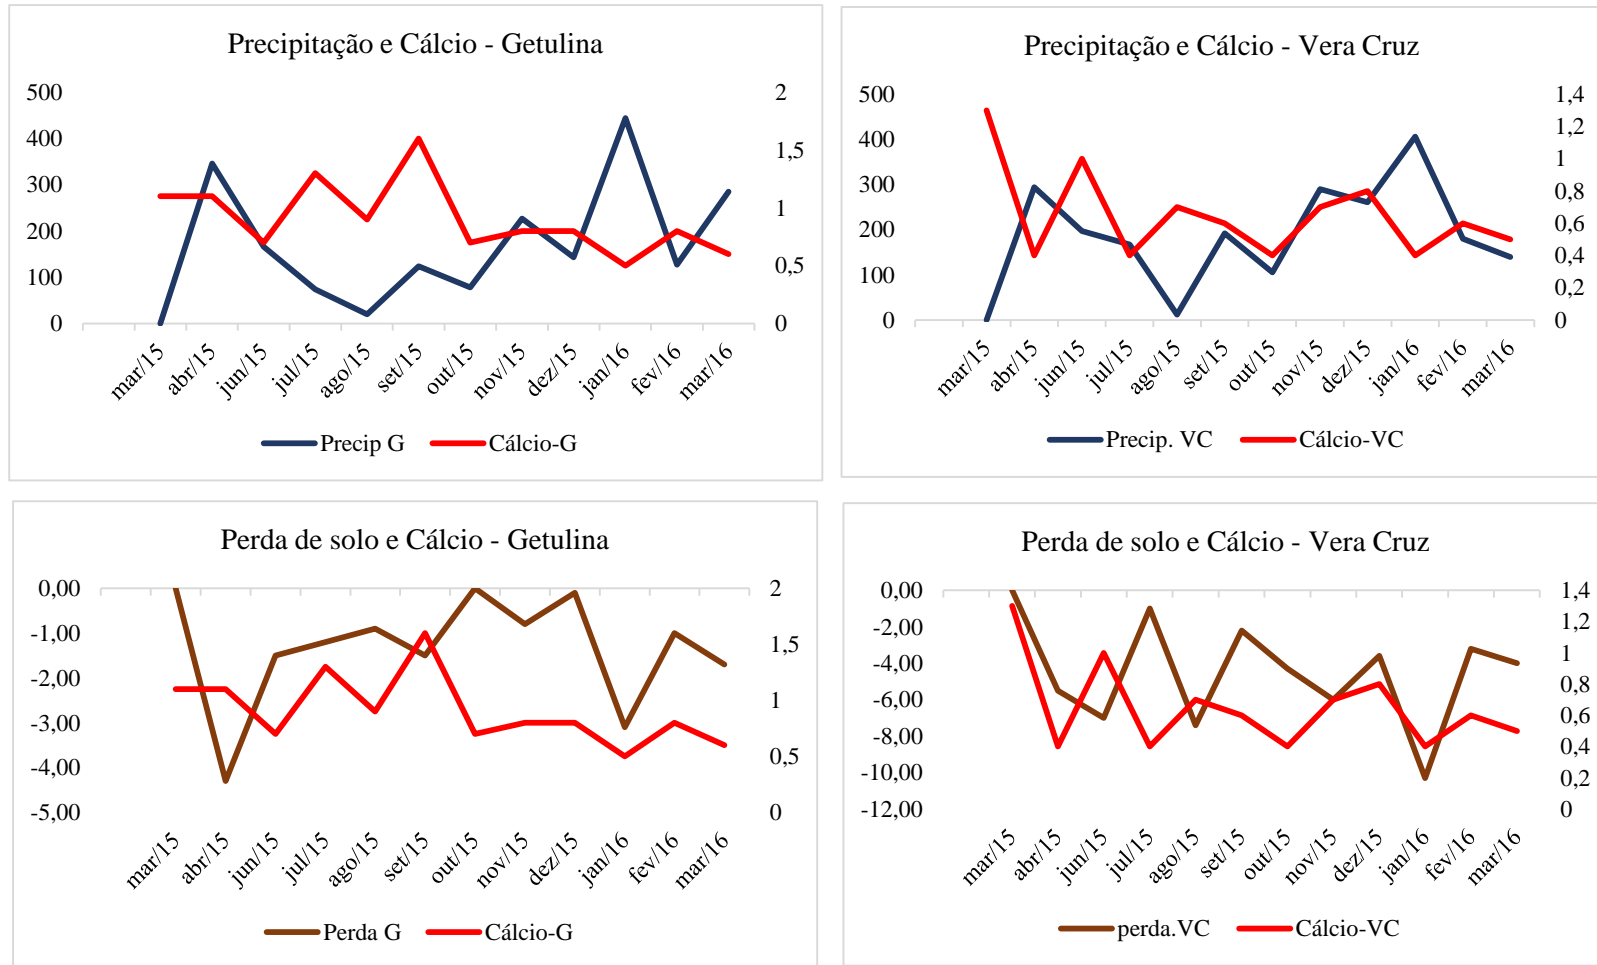 Precipitação e Cálcio - Getulina
500
400
300
200
100
0
2
1,5
1
0,5
0
mar/15
abr/15
jun/15
jul/15
ago/15
set/15
out/15
nov/15
dez/15
jan/16
fev/16
mar/16
Precip G
Cálcio-G
Precipitação e Cálcio - Vera Cruz
500
400
300
200
100
0
1,4
1,2
1
0,8
0,6
0,4
0,2
0
mar/15
abr/15
jun/15
jul/15
ago/15
set/15
out/15
nov/15
dez/15
jan/16
fev/16
mar/16
Precip. VC
Cálcio-VC
Perda de solo e Cálcio - Getulina
0,00
-1,00
-2,00
-3,00
-4,00
-5,00
2
1,5
1
0,5
0
mar/15
abr/15
jun/15
jul/15
ago/15
set/15
out/15
nov/15
dez/15
jan/16
fev/16
mar/16
Perda G
Cálcio-G
Perda de solo e Cálcio - Vera Cruz
0,00
-2,00
-4,00
-6,00
-8,00
-10,00
-12,00
1,4
1,2
1
0,8
0,6
0,4
0,2
0
mar/15
abr/15
jun/15
jul/15
ago/15
set/15
out/15
nov/15
dez/15
jan/16
fev/16
mar/16
perda.VC
Cálcio-VC